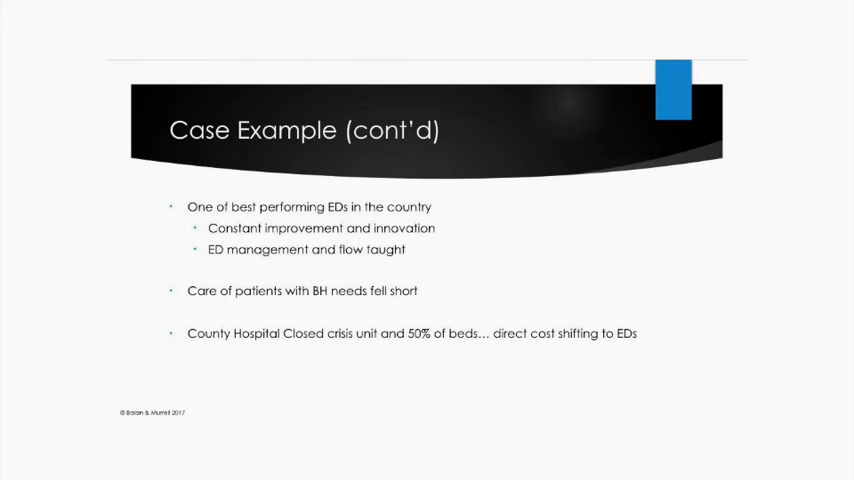 Case Example (cont'd)
One of best performing EDs in the country
Constant improvement and innovation
ED management and flow taught
Care of patients with BH needs fell short
County Hospital Closed crisis unit and 50% of beds... direct cost shifting to EDs
© Balan & Murrell 2017